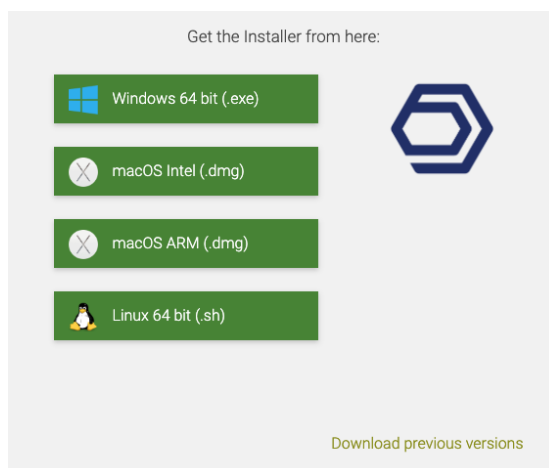 Get the Installer from here:
Windows 64 bit (.exe)
macOS Intel (.dmg)
macOS ARM (.dmg)
Linux 64 bit (.sh)
Download previous versions